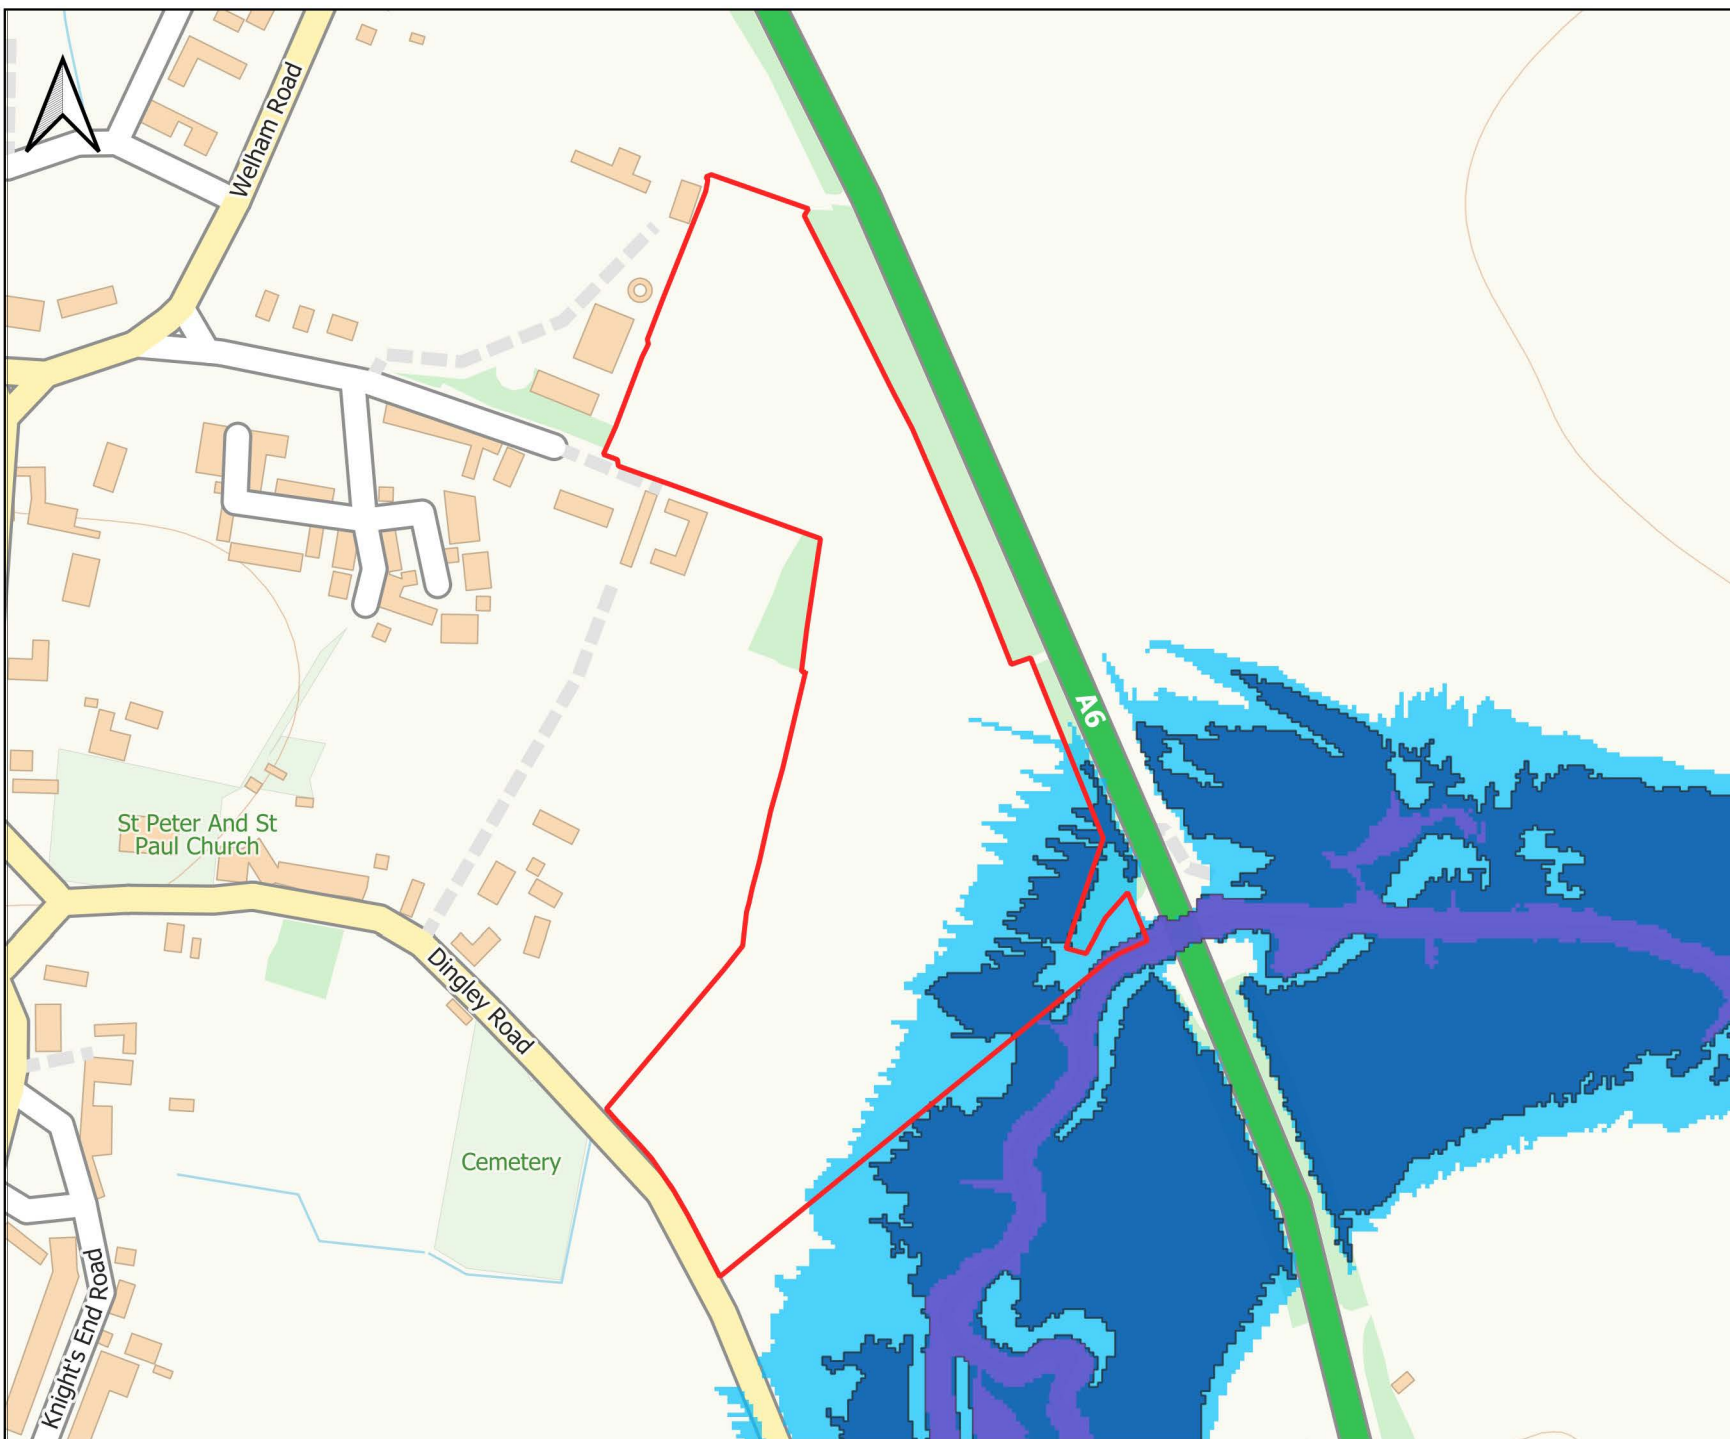 Welham Road
A6
St Peter And St
Paul Church
Dingley Road
Cemetery
Knight's End Road